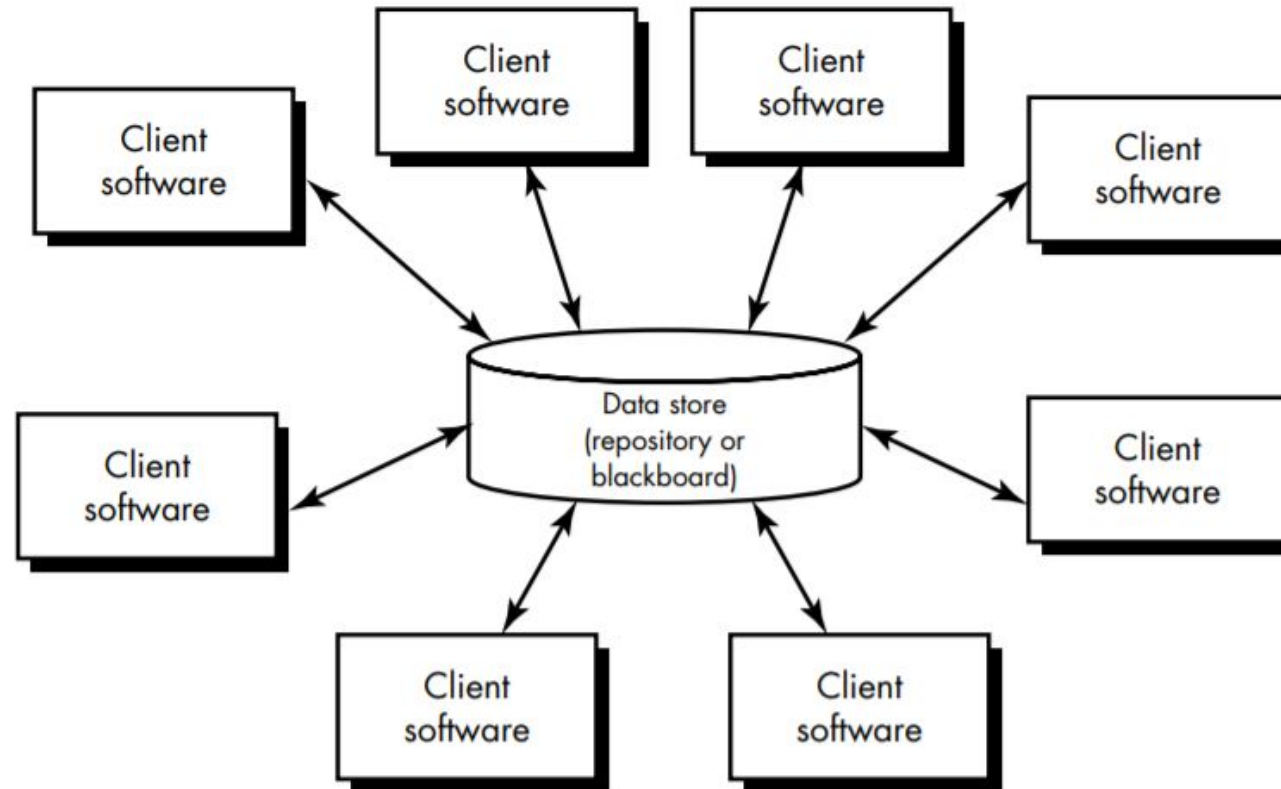 Client
software
Client
software
Client
software
Client
software
Data store
(repository or
blackboard)
Client
software
Client
software
Client
software
Client
software